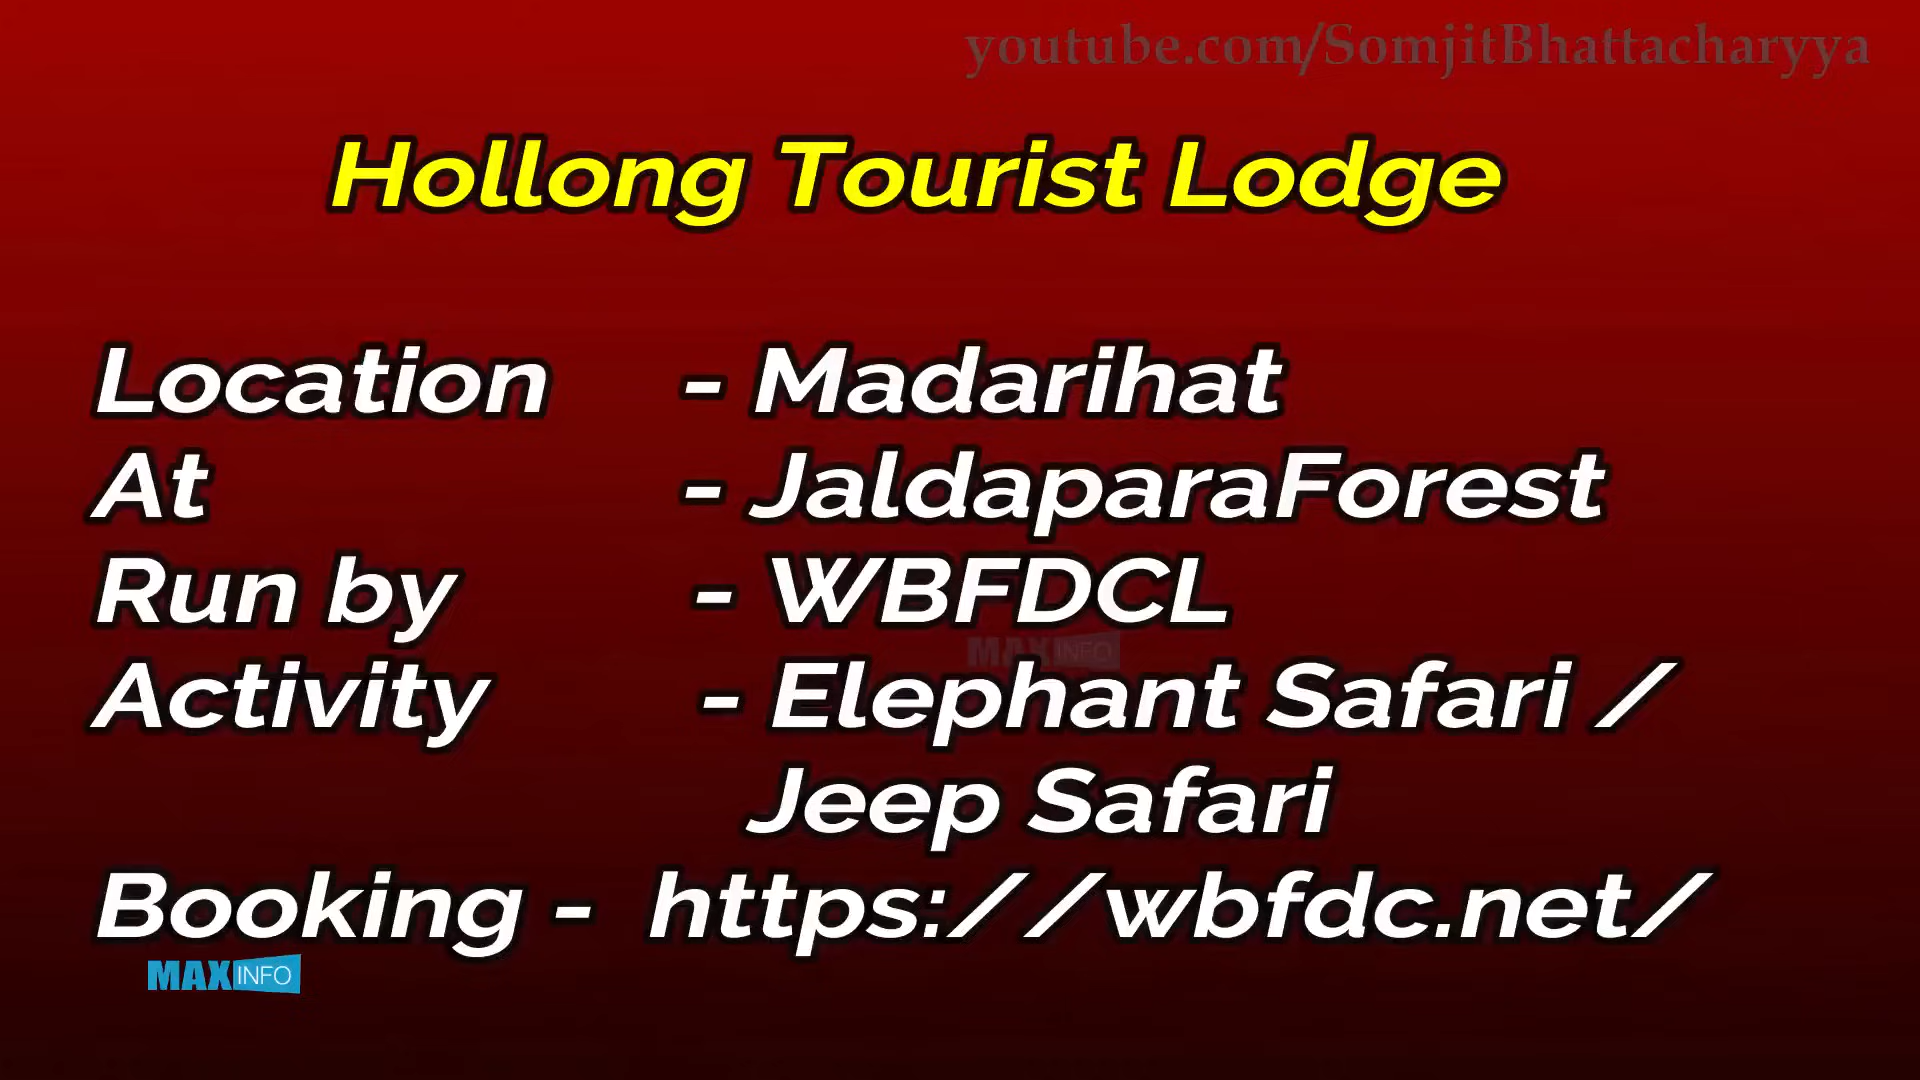 youtube.com/SomjitBhattacharyya
Hollong Tourist Lodge
Location - Madarihat
At - JaldaparaForest
Run by - WBFDCL
MAXINFO
Activity - Elephant Safari /
Jeep Safari
Booking - https://wbfdc.net/
MAXINFO